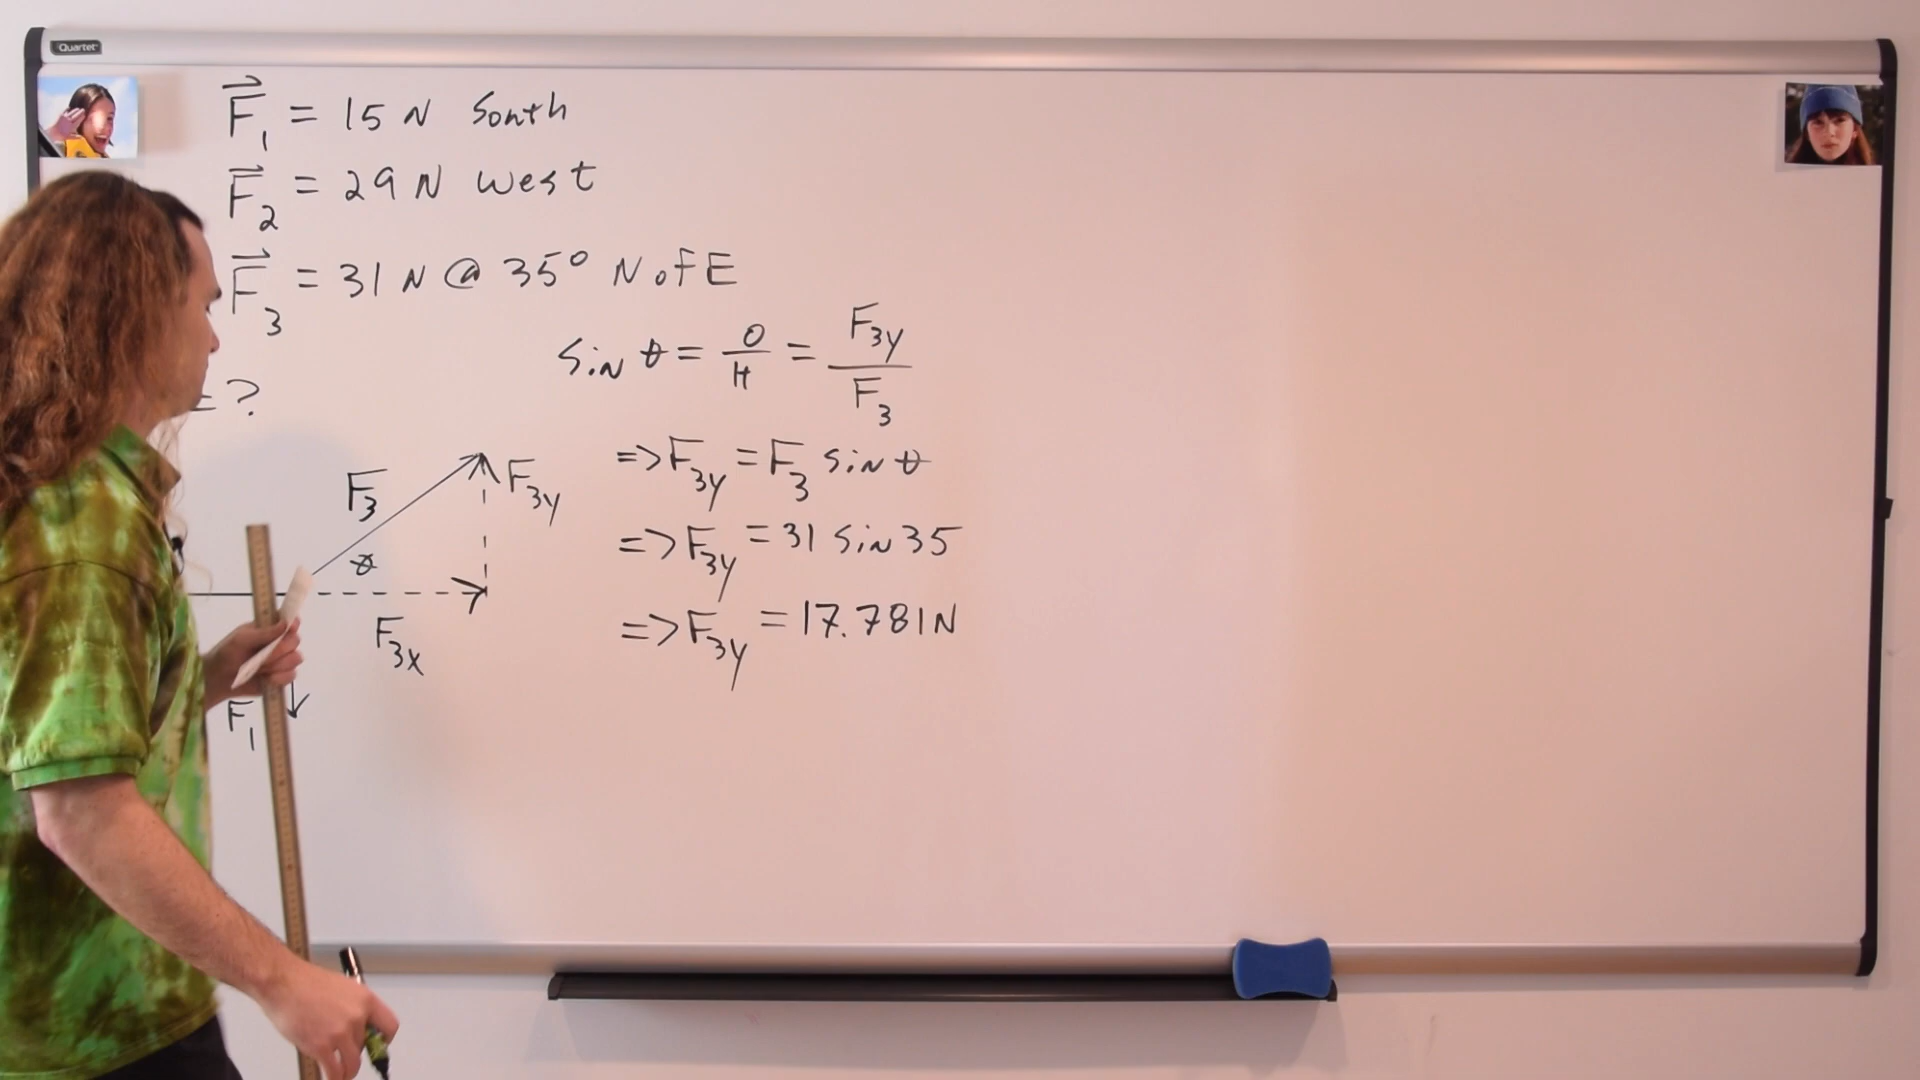 Quartet
F₁ = 15 N South
F₂ = 29 N west
F₃ = 31 N @ 35° N of E
= ?
sin θ = O/H = F₃y/F₃
=> F₃y = F₃ sin θ
=> F₃y = 31 sin 35
=> F₃y = 17.781 N
F₃
F₃y
θ
F₃x
F₁